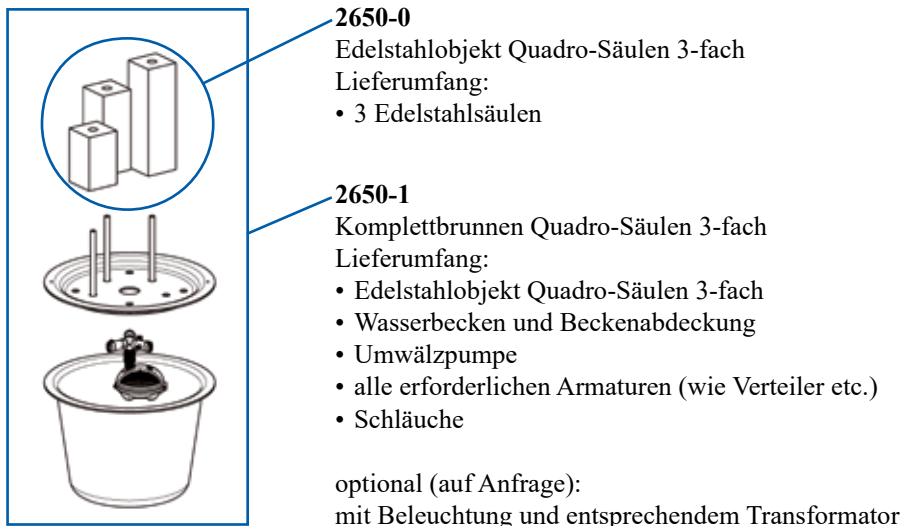 2650-0
Edelstahlobjekt Quadro-Säulen 3-fach
Lieferumfang:
• 3 Edelstahlsäulen
2650-1
Komplettbrunnen Quadro-Säulen 3-fach
Lieferumfang:
• Edelstahlobjekt Quadro-Säulen 3-fach
• Wasserbecken und Beckenabdeckung
• Umwälzpumpe
• alle erforderlichen Armaturen (wie Verteiler etc.)
• Schläuche
optional (auf Anfrage):
mit Beleuchtung und entsprechendem Transformator